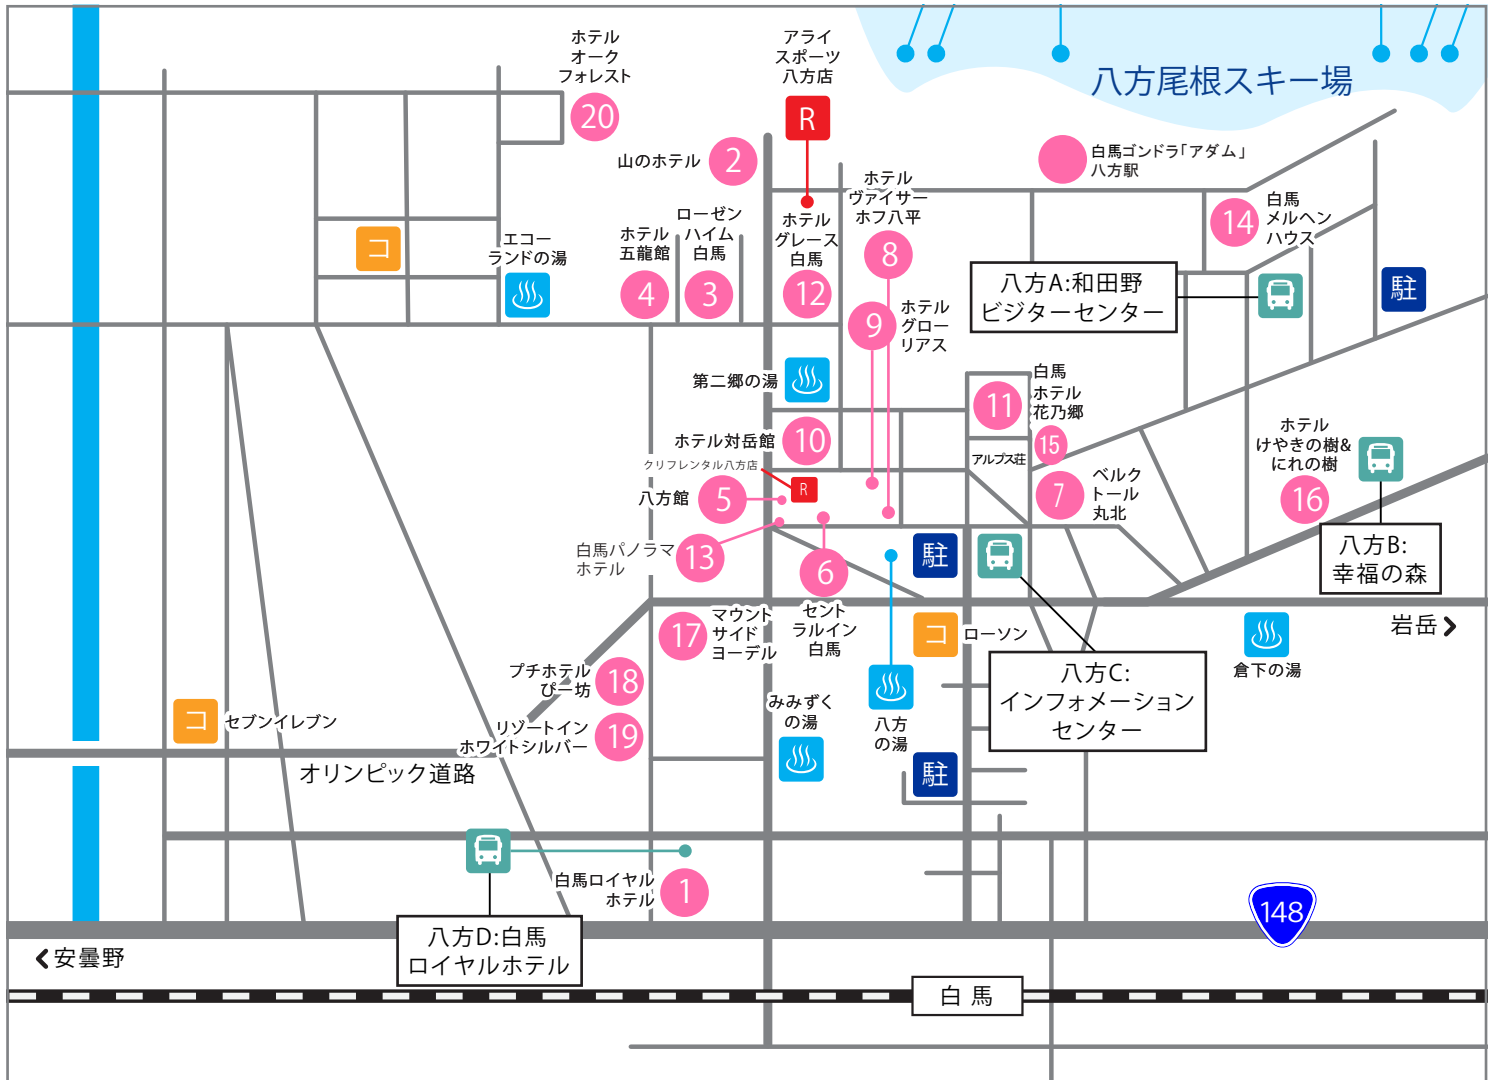 ホテル
オーク
フォレスト
20
アライ
スポーツ
八方店
R
八方尾根スキー場
山のホテル
2
白馬ゴンドラ「アダム」
八方駅
ホテル
ヴァイサー
ホフ八平
8
14
白馬
メルヘン
ハウス
コ
エコー
ランドの湯
ホテル
五龍館
4
ローゼン
ハイム
白馬
3
ホテル
グレース
白馬
12
八方A:和田野
ビジターセンター
駐
9
ホテル
グロー
リアス
第二郷の湯
11
白馬
ホテル
花乃郷
15
アルプス荘
ホテル対岳館
10
クリフレンタル八方店
R
八方館
5
7
ベルク
トール
丸北
ホテル
けやきの樹&
にれの樹
16
白馬パノラマ
ホテル
13
6
セント
ラルイン
白馬
駐
八方B:
幸福の森
17
マウント
サイド
ヨーデル
コ
ローソン
岩岳
倉下の湯
プチホテル
ぴー坊
18
八方C:
インフォメーション
センター
コ
セブンイレブン
リゾートイン
ホワイトシルバー
19
みみずく
の湯
八方
の湯
駐
オリンピック道路
白馬ロイヤル
ホテル
1
148
八方D:白馬
ロイヤルホテル
安曇野
白馬